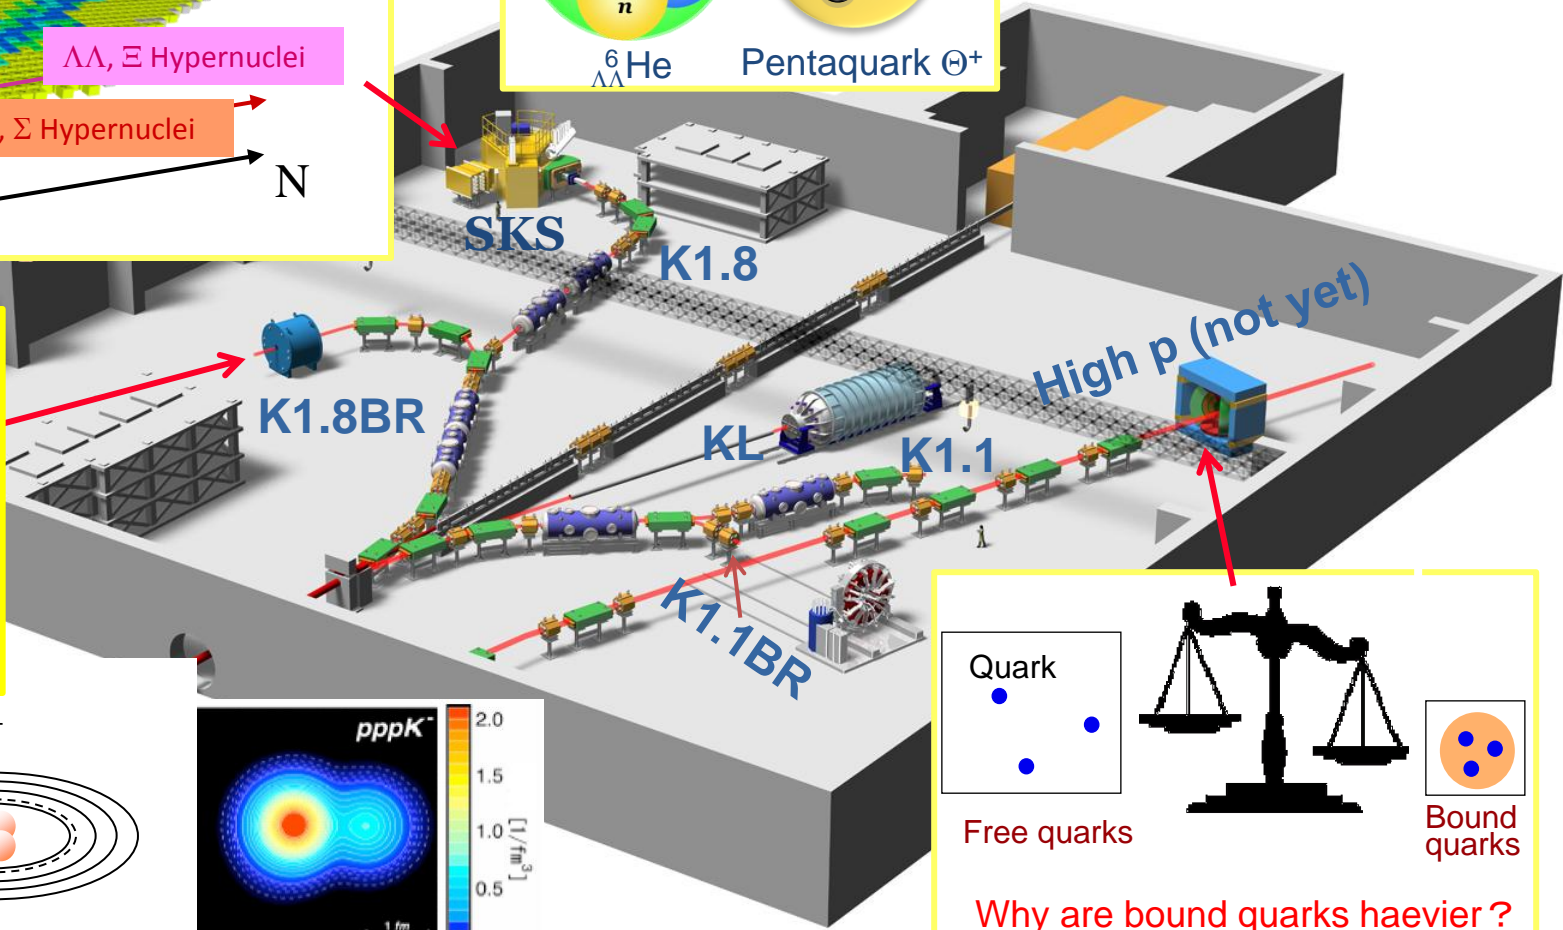 n
ΛΛ, Ξ Hypernuclei
⁶ΛΛHe
Pentaquark Θ⁺
, Σ Hypernuclei
N
SKS
K1.8
High p (not yet)
K1.8BR
KL
K1.1
K1.1BR
pppK⁻
2.0
1.5
1.0
0.5
[1/fm³]
1 fm
Quark
Free quarks
Bound
quarks
Why are bound quarks haevier？